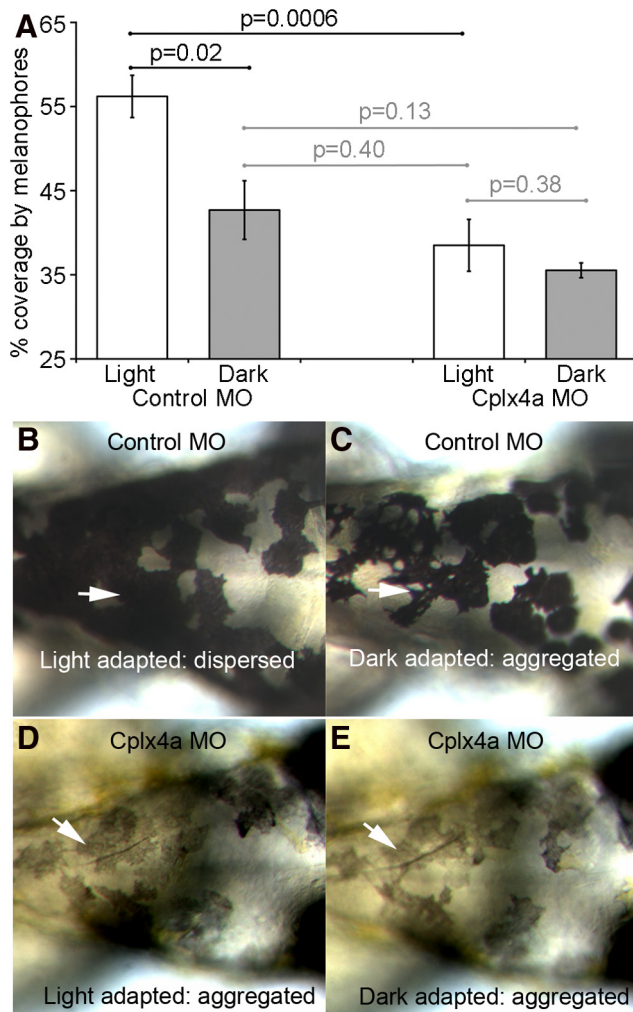 A
65
p=0.0006
p=0.02
55
p=0.13
p=0.40
45
p=0.38
35
25
% coverage by melanophores
Light Dark Light Dark
Control MO Cplx4a MO
B Control MO
Light adapted: dispersed
C Control MO
Dark adapted: aggregated
D Cplx4a MO
Light adapted: aggregated
E Cplx4a MO
Dark adapted: aggregated